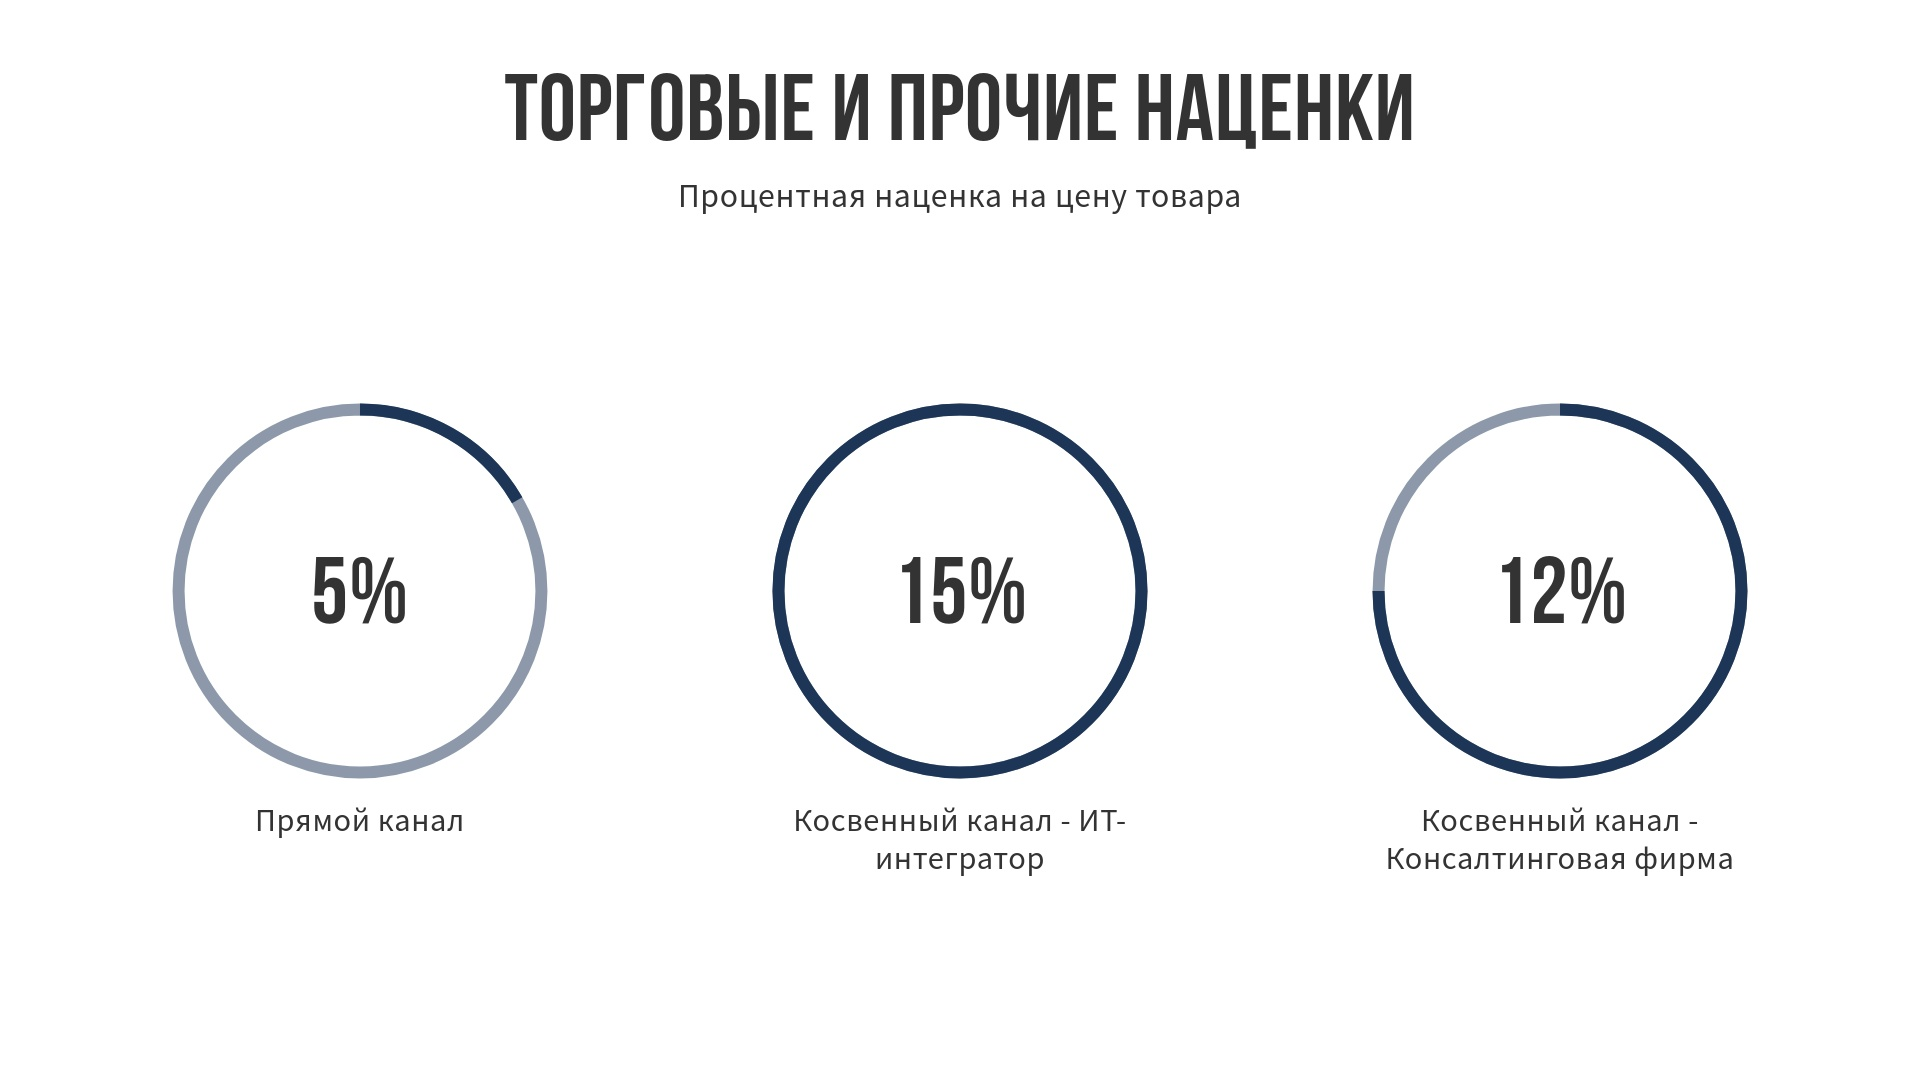 ТОРГОВЫЕ И ПРОЧИЕ НАЦЕНКИ
Процентная наценка на цену товара
5%
15%
12%
Прямой канал
Косвенный канал - ИТ-
интегратор
Косвенный канал -
Консалтинговая фирма